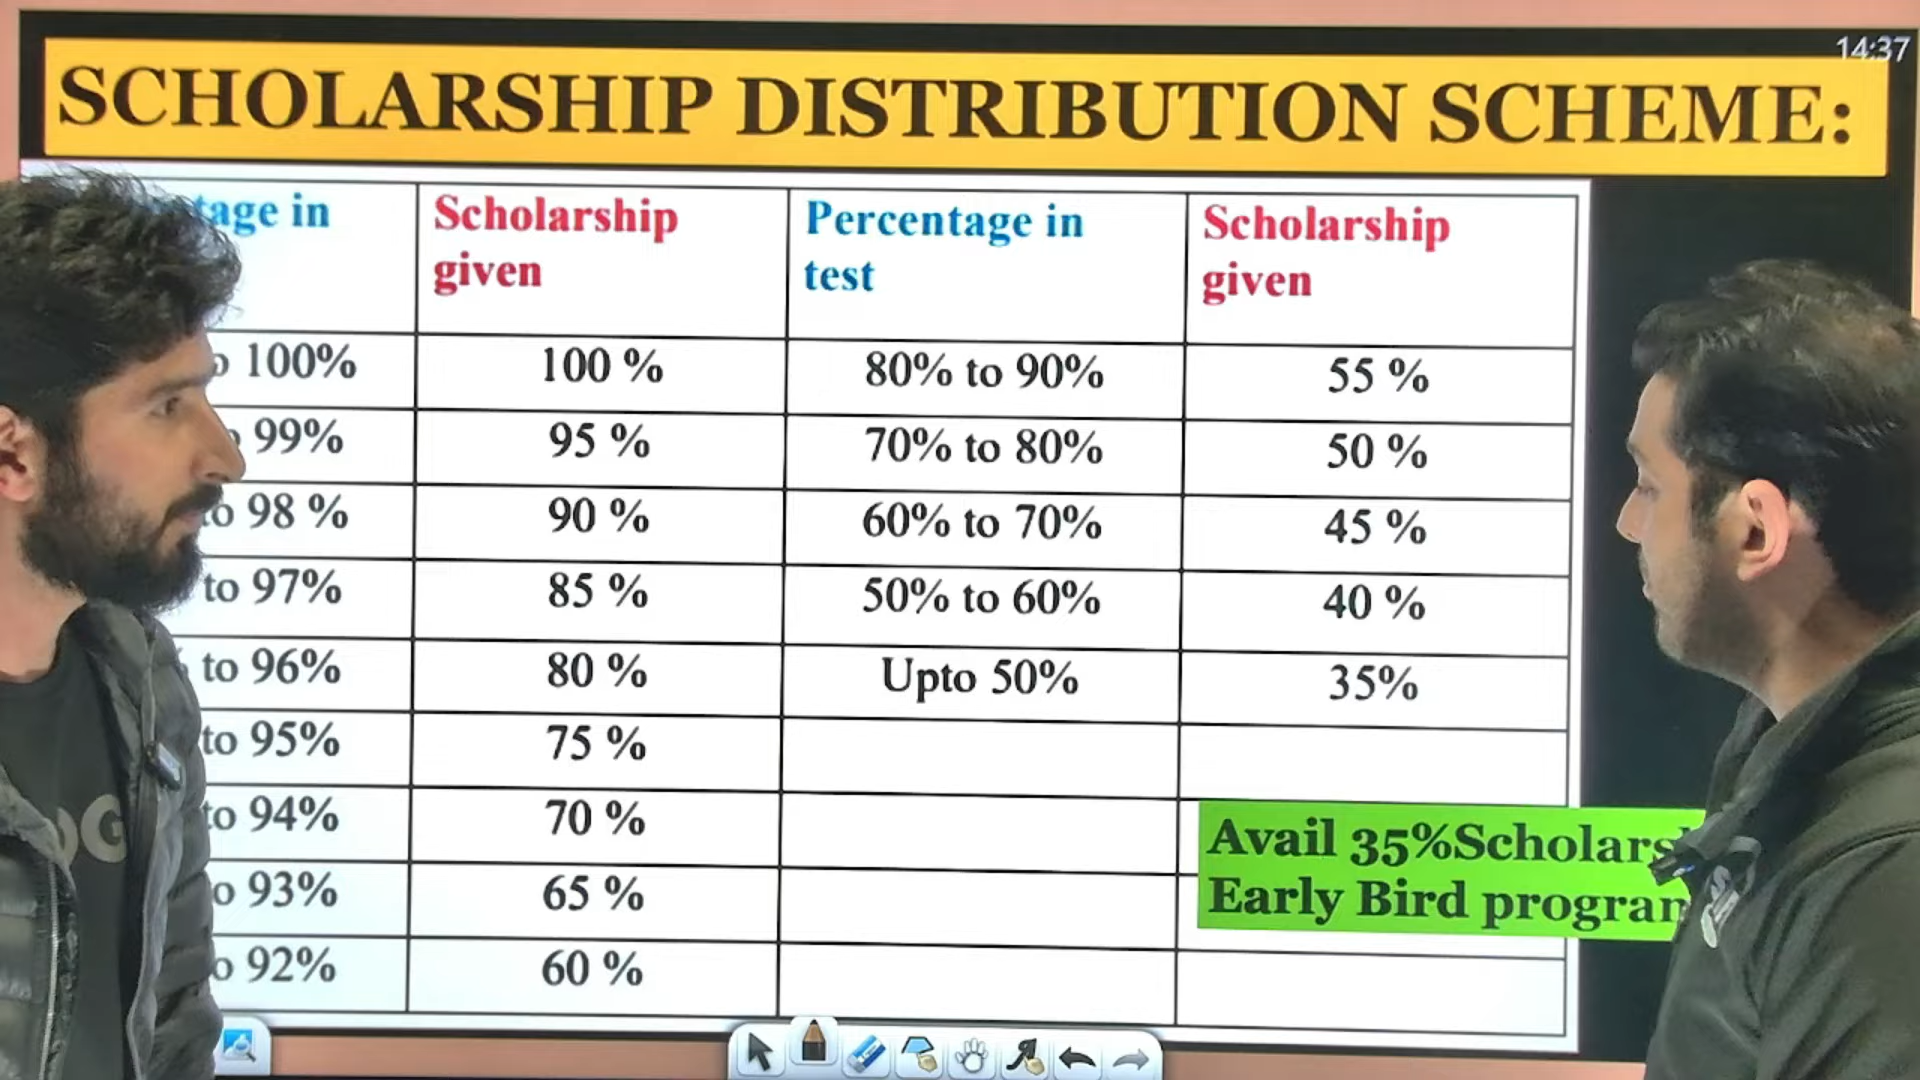 14:37
SCHOLARSHIP DISTRIBUTION SCHEME:
in Scholarship given Percentage in test Scholarship given
100% 100 % 80% to 90% 55 %
99% 95 % 70% to 80% 50 %
98 % 90 % 60% to 70% 45 %
to 97% 85 % 50% to 60% 40 %
to 96% 80 % Upto 50% 35%
to 95% 75 %
to 94% 70 %
93% 65 %
92% 60 %
Avail 35%
Early Bird